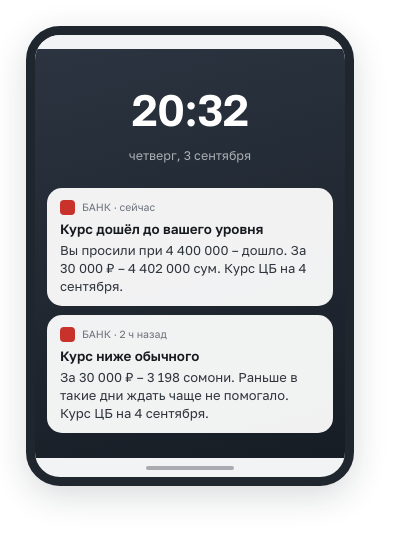 20:32
четверг, 3 сентября
БАНК · сейчас
Курс дошёл до вашего уровня
Вы просили при 4 400 000 – дошло. За
30 000 ₽ – 4 402 000 сум. Курс ЦБ на 4
сентября.
БАНК · 2 ч назад
Курс ниже обычного
За 30 000 ₽ – 3 198 сомони. Раньше в
такие дни ждать чаще не помогало.
Курс ЦБ на 4 сентября.